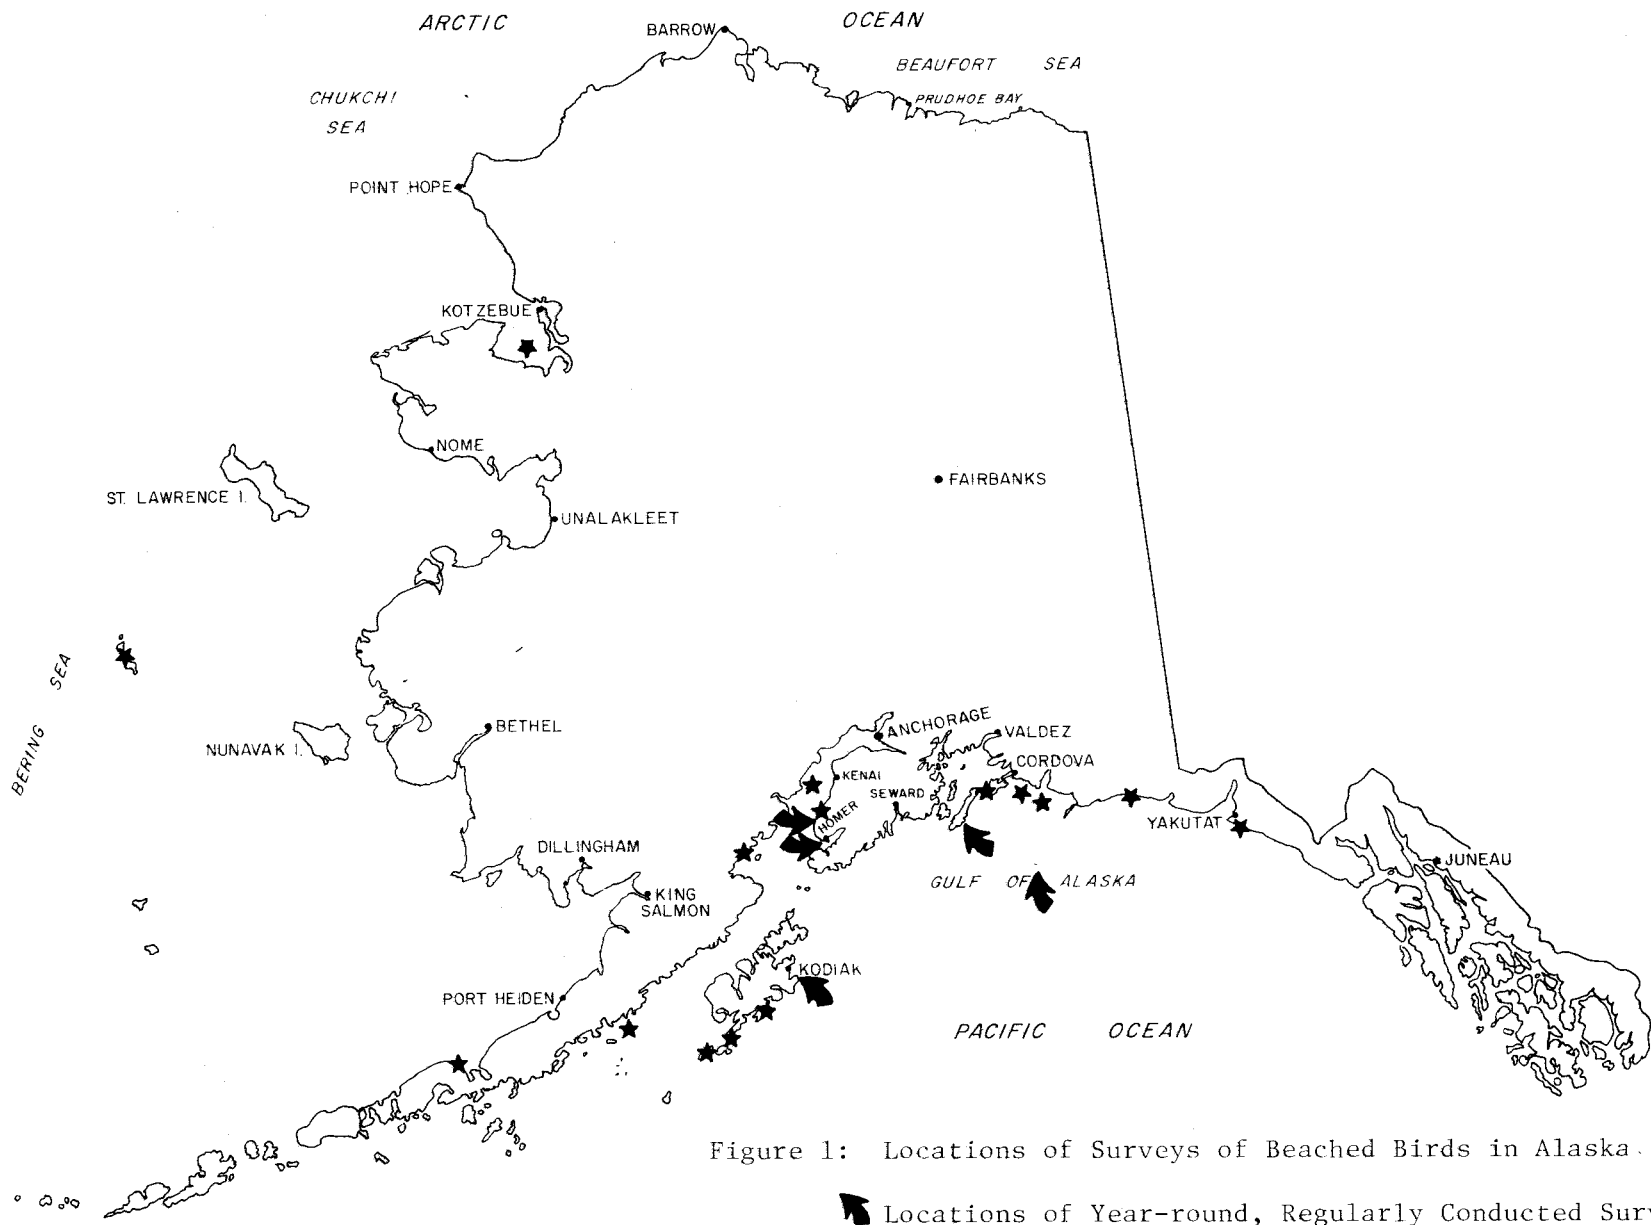 ARCTIC OCEAN
BARROW
BEAUFORT SEA
CHUKCHI
SEA
PRUDHOE BAY
POINT HOPE
KOTZEBUE
NOME
FAIRBANKS
ST. LAWRENCE I.
UNALAKLEET
BERING SEA
NUNAVAK I.
BETHEL
ANCHORAGE
VALDEZ
CORDOVA
KENAI
SEWARD
HOMER
YAKUTAT
DILLINGHAM
JUNEAU
KING
SALMON
GULF OF ALASKA
KODIAK
PORT HEIDEN
PACIFIC OCEAN
Figure 1: Locations of Surveys of Beached Birds in Alaska
Locations of Year-round, Regularly Conducted Sur